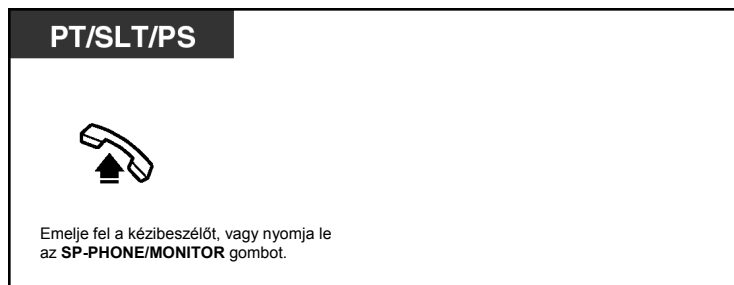 PT/SLT/PS
Emelje fel a kézibeszélőt, vagy nyomja le
az SP-PHONE/MONITOR gombot.